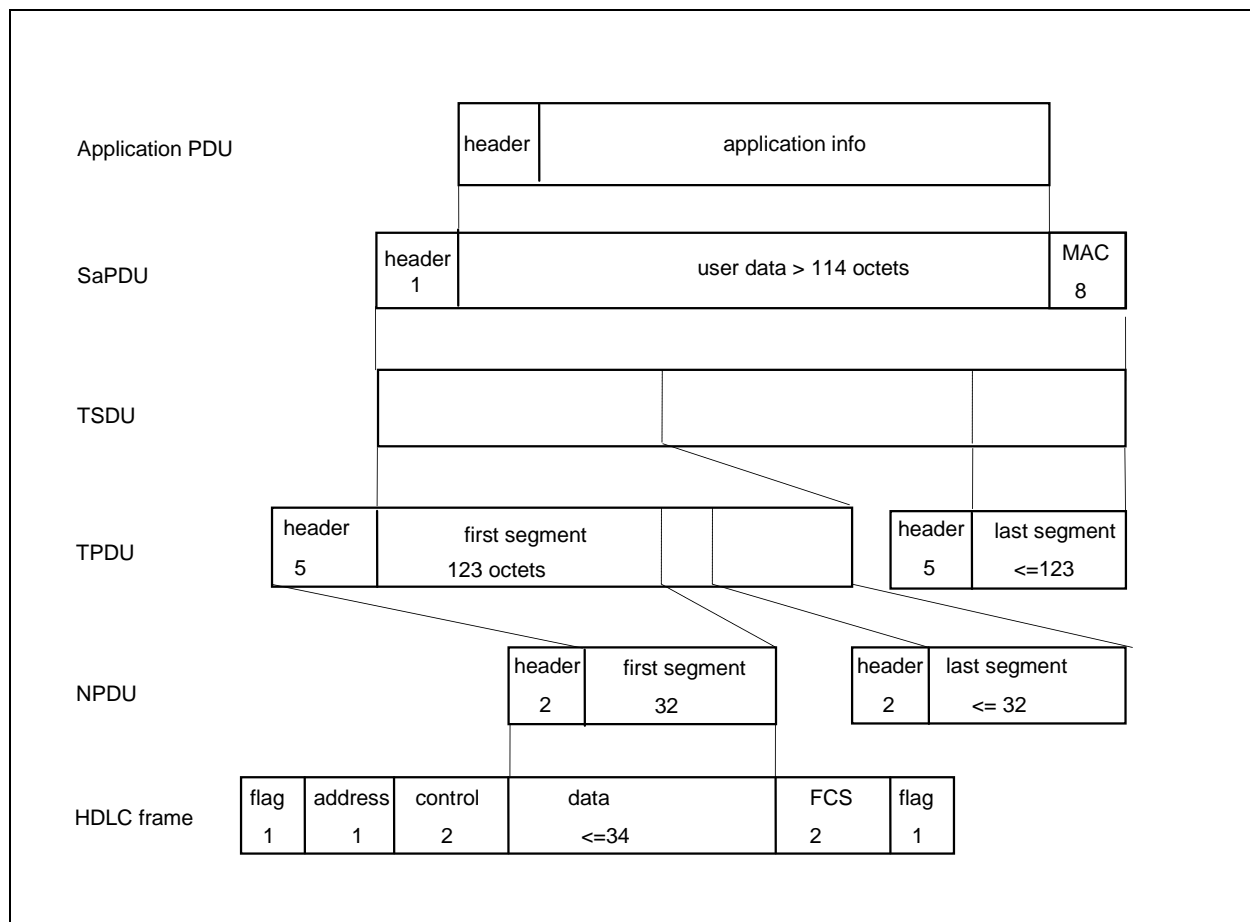 Application PDU
header
application info
SaPDU
header
1
user data > 114 octets
MAC
8
TSDU
TPDU
header
5
first segment
123 octets
header
5
last segment
<=123
NPDU
header
2
first segment
32
header
2
last segment
<= 32
HDLC frame
flag
1
address
1
control
2
data
<=34
FCS
2
flag
1